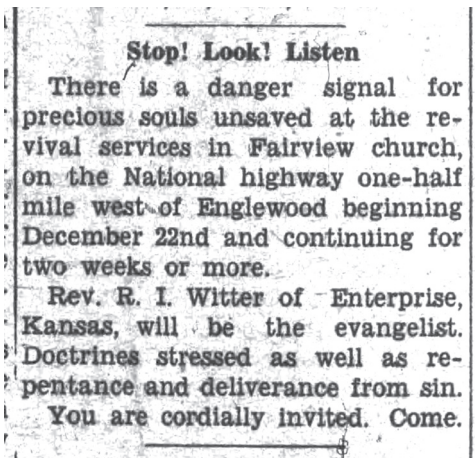 Stop! Look! Listen
There is a danger signal for
precious souls unsaved at the re-
vival services in Fairview church,
on the National highway one-half
mile west of Englewood beginning
December 22nd and continuing for
two weeks or more.
Rev. R. I. Witter of Enterprise,
Kansas, will be the evangelist.
Doctrines stressed as well as re-
pentance and deliverance from sin.
You are cordially invited. Come.